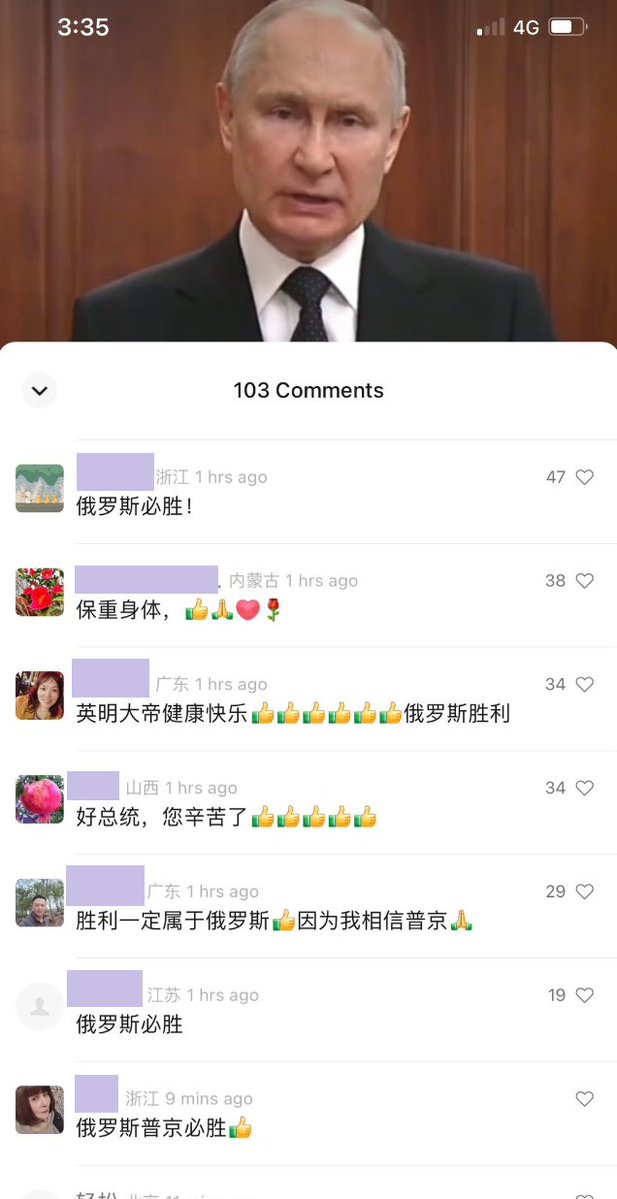 3:35
4G
103 Comments
浙江 1 hrs ago
47
俄罗斯必胜！
. 内蒙古 1 hrs ago
38
保重身体，👍🙏❤️🌹
广东 1 hrs ago
34
英明大帝健康快乐👍👍👍👍👍👍俄罗斯胜利
山西 1 hrs ago
34
好总统，您辛苦了👍👍👍👍👍
广东 1 hrs ago
29
胜利一定属于俄罗斯👍因为我相信普京🙏
江苏 1 hrs ago
19
俄罗斯必胜
浙江 9 mins ago
俄罗斯普京必胜👍